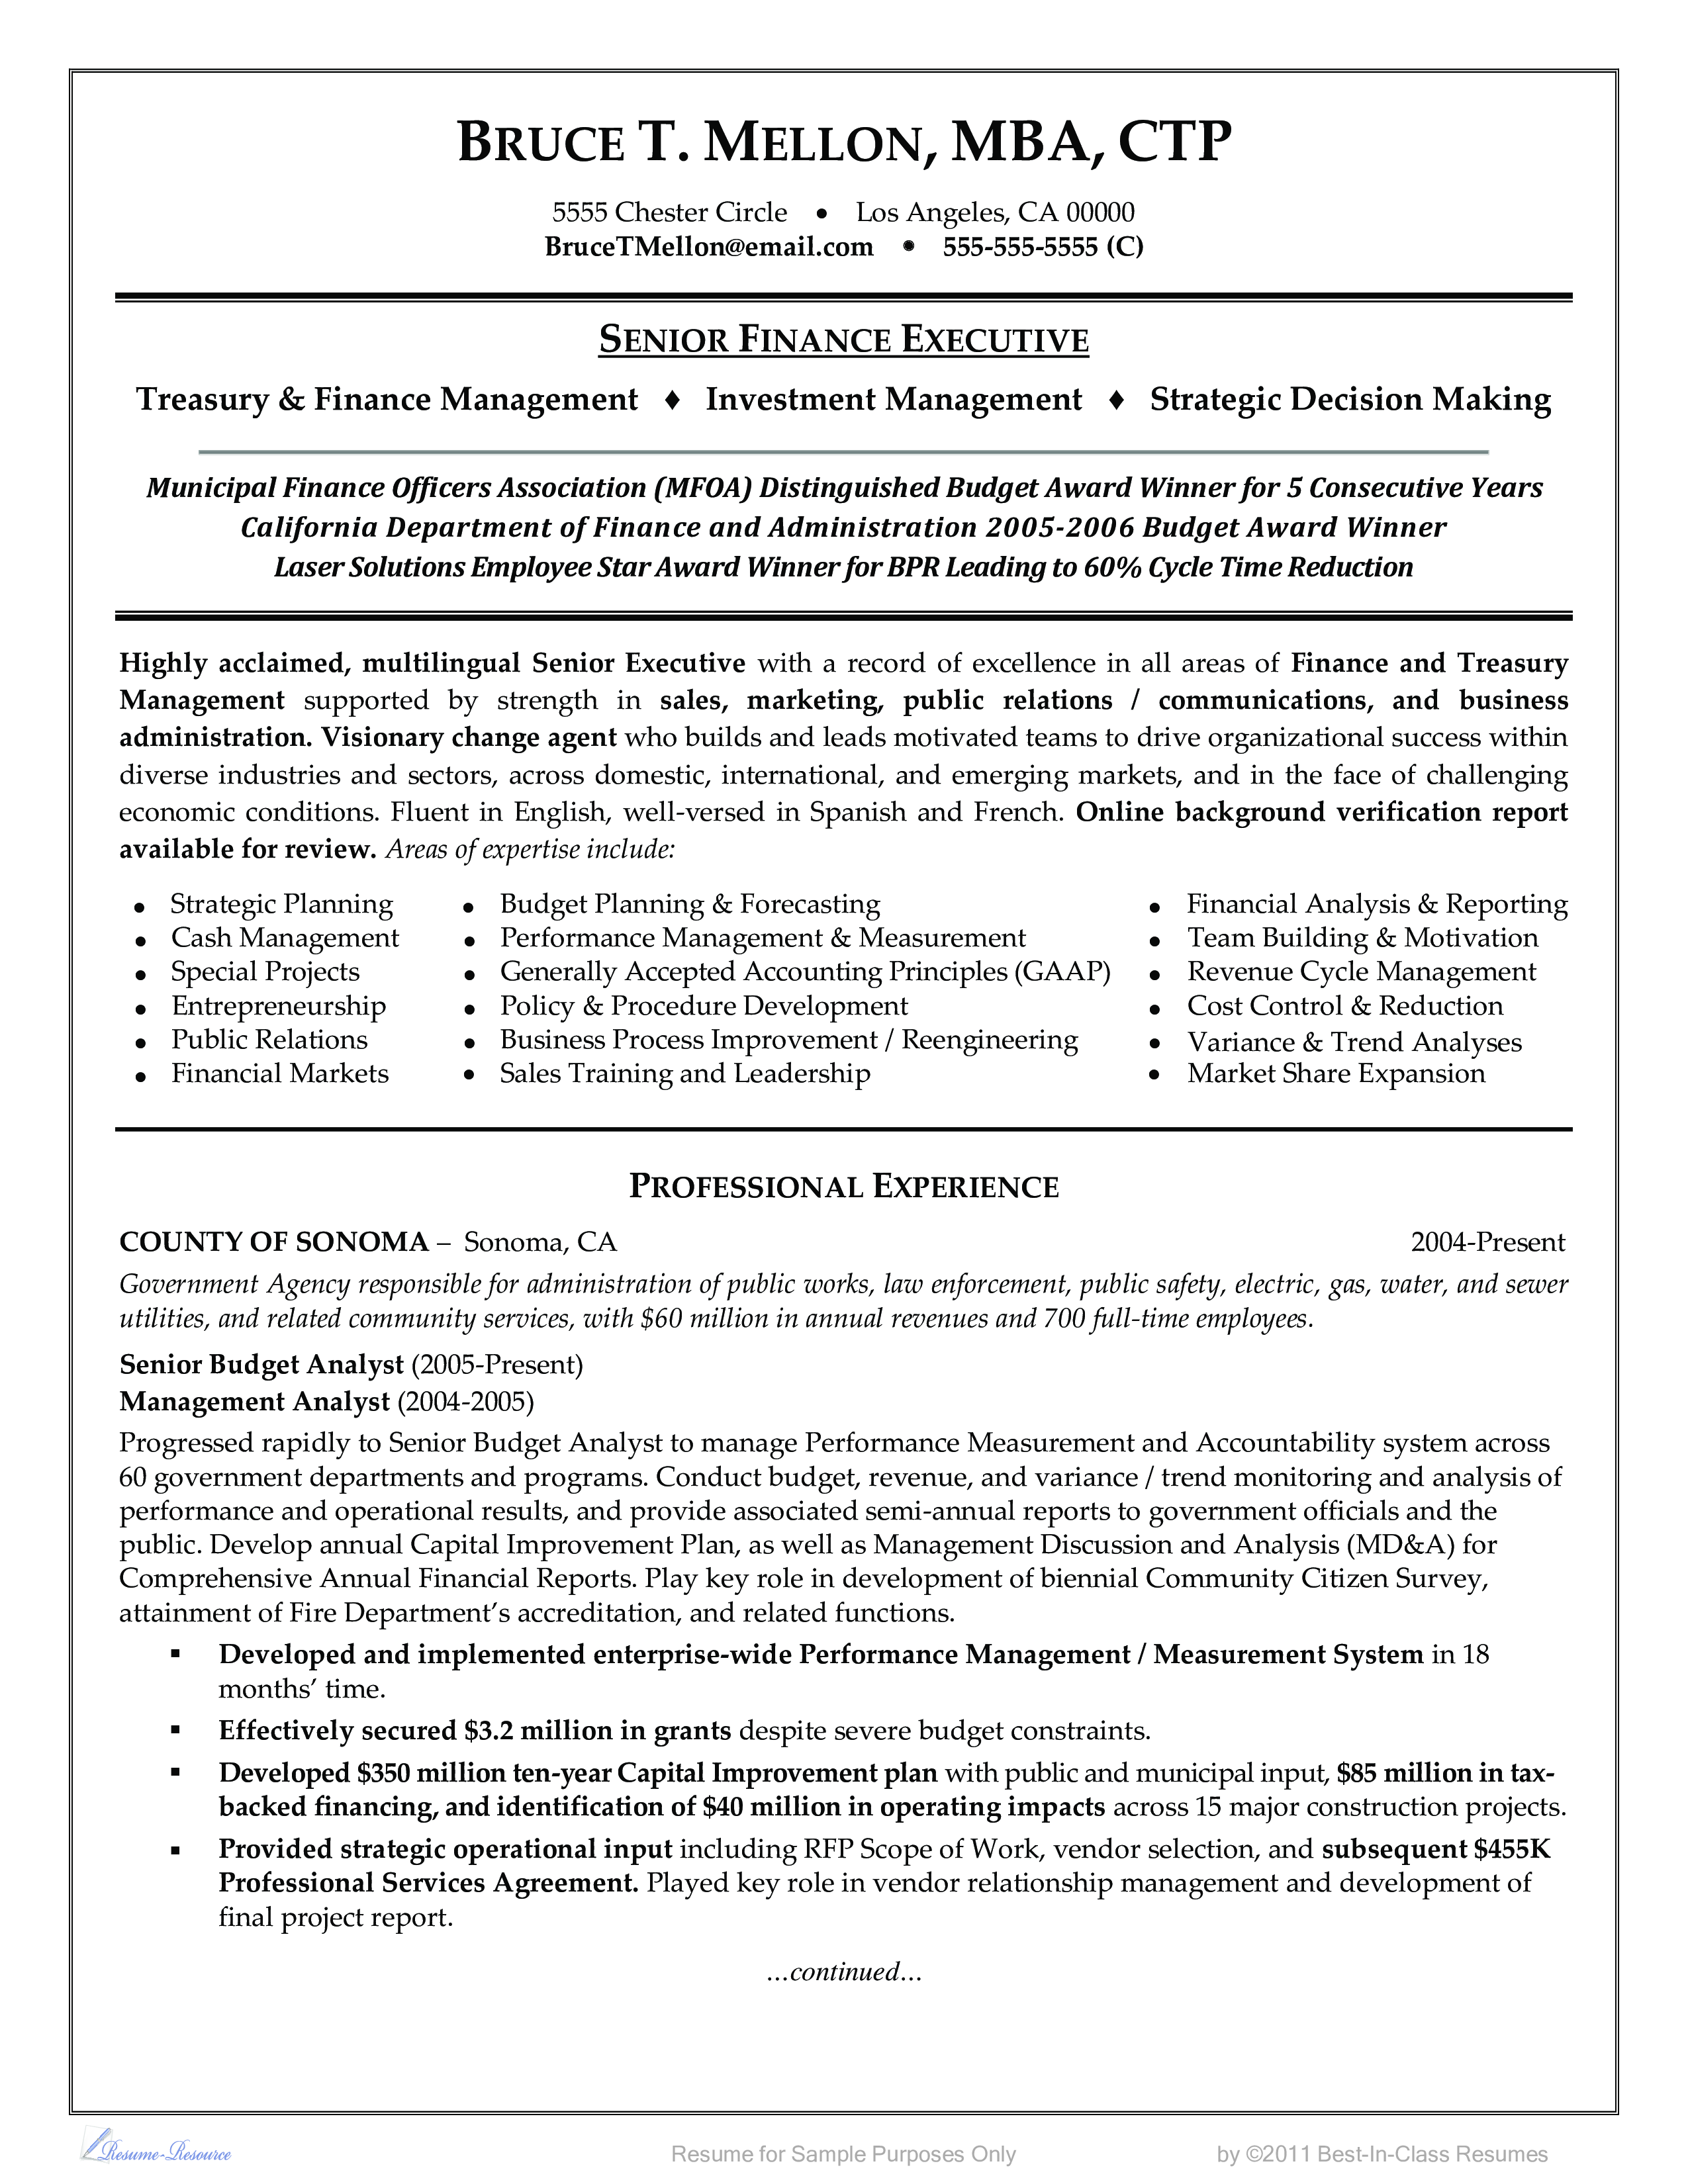 BRUCE T. MELLON, MBA, CTP
5555 Chester Circle ● Los Angeles, CA 00000
BruceTMellon@email.com • 555-555-5555 (C)
SENIOR FINANCE EXECUTIVE
Treasury & Finance Management ♦ Investment Management ♦ Strategic Decision Making
Municipal Finance Officers Association (MFOA) Distinguished Budget Award Winner for 5 Consecutive Years
California Department of Finance and Administration 2005-2006 Budget Award Winner
Laser Solutions Employee Star Award Winner for BPR Leading to 60% Cycle Time Reduction
Highly acclaimed, multilingual Senior Executive with a record of excellence in all areas of Finance and Treasury
Management supported by strength in sales, marketing, public relations / communications, and business
administration. Visionary change agent who builds and leads motivated teams to drive organizational success within
diverse industries and sectors, across domestic, international, and emerging markets, and in the face of challenging
economic conditions. Fluent in English, well-versed in Spanish and French. Online background verification report
available for review. Areas of expertise include:
● Strategic Planning
● Cash Management
● Special Projects
● Entrepreneurship
● Public Relations
● Financial Markets
● Budget Planning & Forecasting
● Performance Management & Measurement
● Generally Accepted Accounting Principles (GAAP)
● Policy & Procedure Development
● Business Process Improvement / Reengineering
● Sales Training and Leadership
● Financial Analysis & Reporting
● Team Building & Motivation
● Revenue Cycle Management
● Cost Control & Reduction
● Variance & Trend Analyses
● Market Share Expansion
PROFESSIONAL EXPERIENCE
COUNTY OF SONOMA – Sonoma, CA 2004-Present
Government Agency responsible for administration of public works, law enforcement, public safety, electric, gas, water, and sewer
utilities, and related community services, with $60 million in annual revenues and 700 full-time employees.
Senior Budget Analyst (2005-Present)
Management Analyst (2004-2005)
Progressed rapidly to Senior Budget Analyst to manage Performance Measurement and Accountability system across
60 government departments and programs. Conduct budget, revenue, and variance / trend monitoring and analysis of
performance and operational results, and provide associated semi-annual reports to government officials and the
public. Develop annual Capital Improvement Plan, as well as Management Discussion and Analysis (MD&A) for
Comprehensive Annual Financial Reports. Play key role in development of biennial Community Citizen Survey,
attainment of Fire Department’s accreditation, and related functions.
▪ Developed and implemented enterprise-wide Performance Management / Measurement System in 18
months’ time.
▪ Effectively secured $3.2 million in grants despite severe budget constraints.
▪ Developed $350 million ten-year Capital Improvement plan with public and municipal input, $85 million in tax-
backed financing, and identification of $40 million in operating impacts across 15 major construction projects.
▪ Provided strategic operational input including RFP Scope of Work, vendor selection, and subsequent $455K
Professional Services Agreement. Played key role in vendor relationship management and development of
final project report.
…continued…
Resume-Resource
Resume for Sample Purposes Only
by ©2011 Best-In-Class Resumes